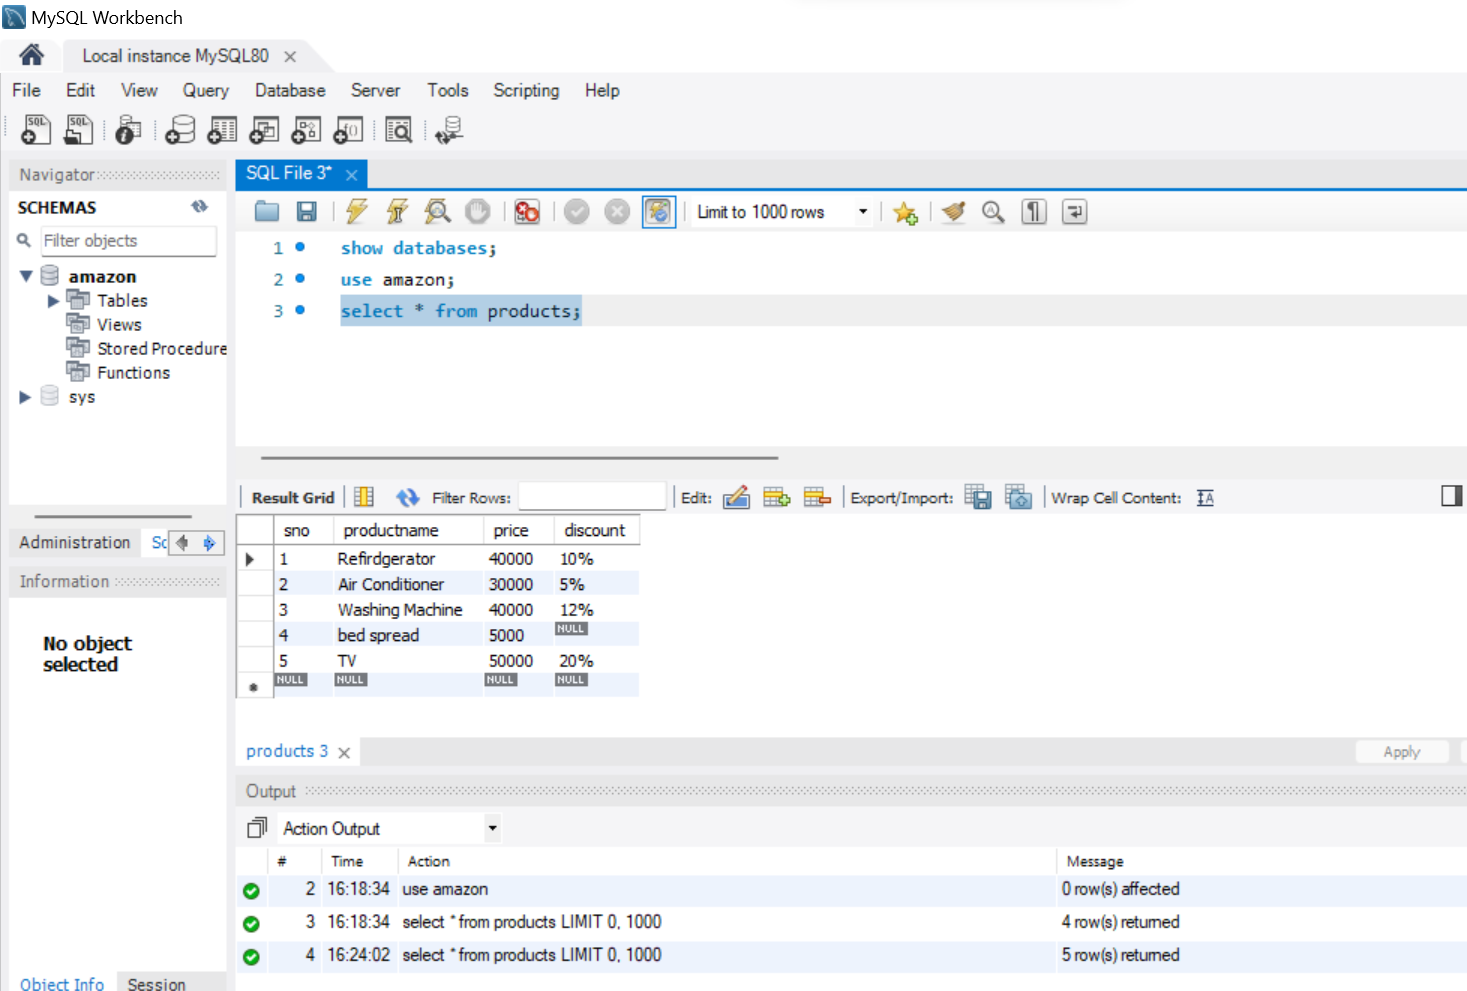 MySQL Workbench
Local instance MySQL80
File Edit View Query Database Server Tools Scripting Help
Navigator
SQL File 3*
SCHEMAS
Limit to 1000 rows
Filter objects
1 show databases;
2 use amazon;
3 select * from products;
amazon
Tables
Views
Stored Procedure
Functions
sys
Result Grid Filter Rows: Edit: Export/Import: Wrap Cell Content:
sno productname price discount
1 Refirdgerator 40000 10%
2 Air Conditioner 30000 5%
3 Washing Machine 40000 12%
4 bed spread 5000 NULL
5 TV 50000 20%
NULL NULL NULL NULL
Administration Sc
Information
No object
selected
products 3
Apply
Output
Action Output
# Time Action Message
2 16:18:34 use amazon 0 row(s) affected
3 16:18:34 select * from products LIMIT 0, 1000 4 row(s) returned
4 16:24:02 select * from products LIMIT 0, 1000 5 row(s) returned
Object Info Session